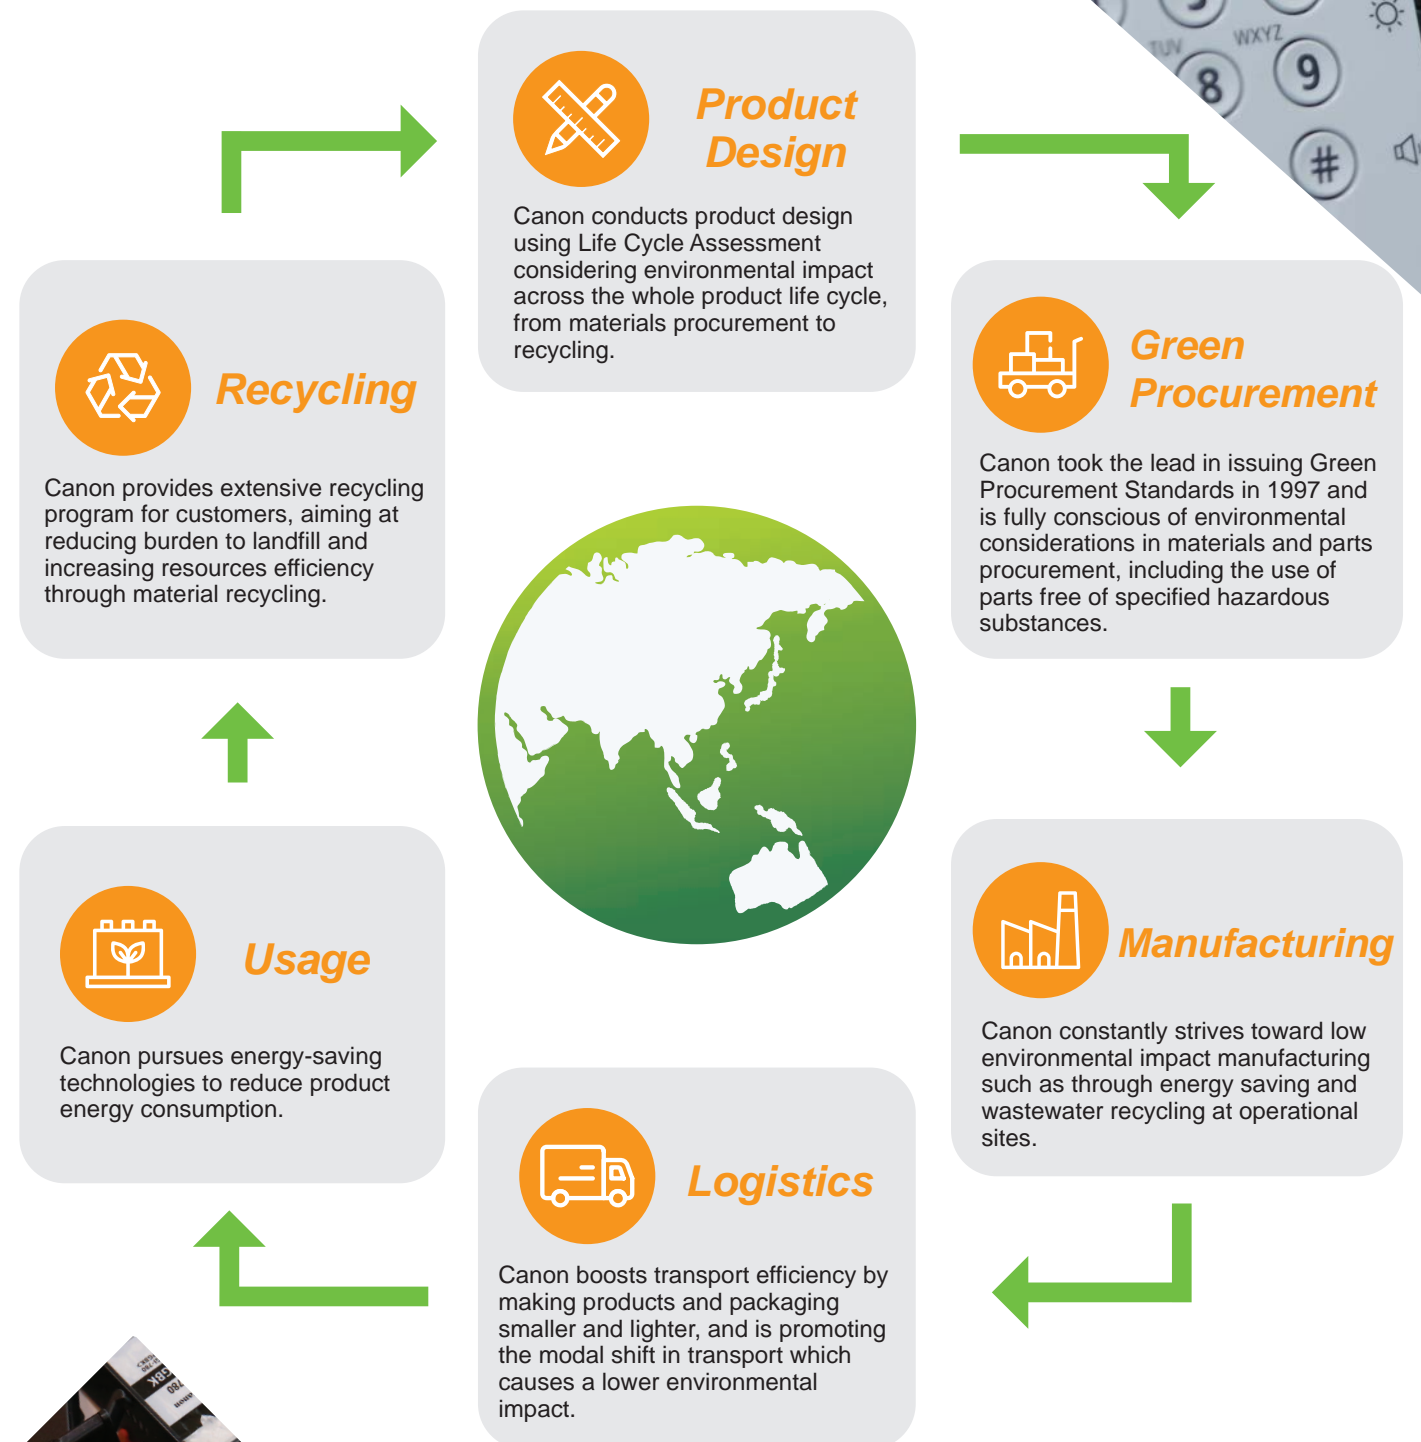 TUV
WXYZ
8
9
#
Product
Design
Canon conducts product design
using Life Cycle Assessment
considering environmental impact
across the whole product life cycle,
from materials procurement to
recycling.
Green
Procurement
Canon took the lead in issuing Green
Procurement Standards in 1997 and
is fully conscious of environmental
considerations in materials and parts
procurement, including the use of
parts free of specified hazardous
substances.
Manufacturing
Canon constantly strives toward low
environmental impact manufacturing
such as through energy saving and
wastewater recycling at operational
sites.
Logistics
Canon boosts transport efficiency by
making products and packaging
smaller and lighter, and is promoting
the modal shift in transport which
causes a lower environmental
impact.
Usage
Canon pursues energy-saving
technologies to reduce product
energy consumption.
Recycling
Canon provides extensive recycling
program for customers, aiming at
reducing burden to landfill and
increasing resources efficiency
through material recycling.
GBK
780